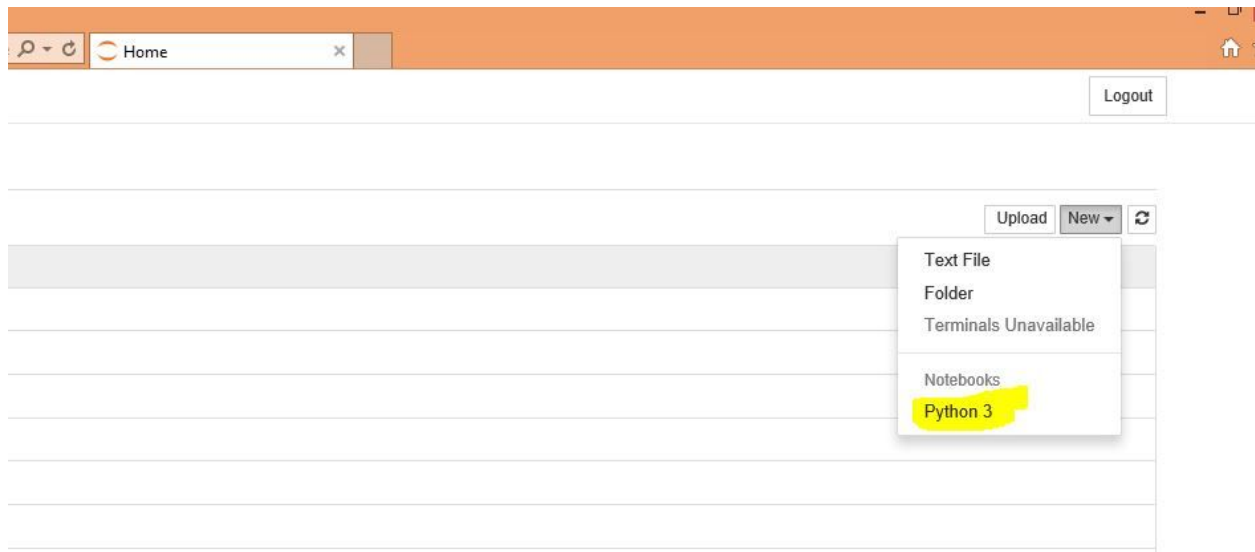 Home
Logout
Upload New
Text File
Folder
Terminals Unavailable
Notebooks
Python 3